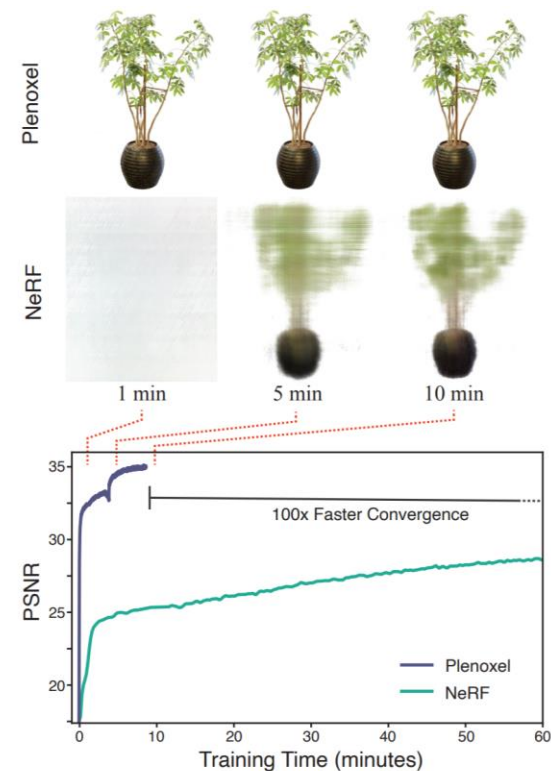 Plenoxel
NeRF
1 min 5 min 10 min
35
30
25
20
PSNR
100x Faster Convergence
Plenoxel
NeRF
0 10 20 30 40 50 60
Training Time (minutes)